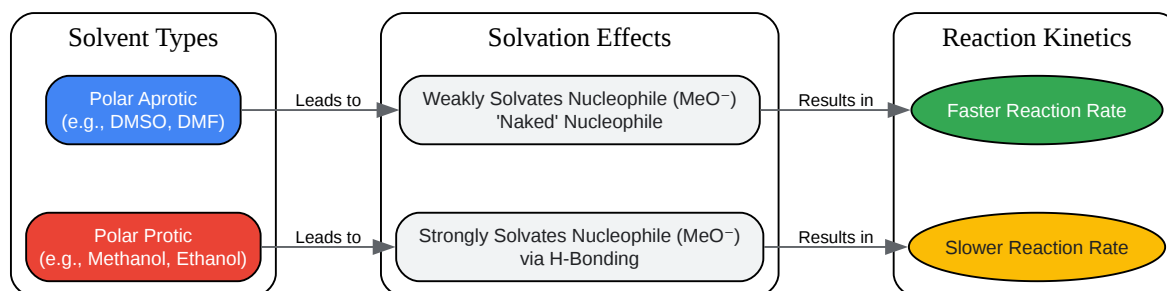 Solvent Types
Solvation Effects
Reaction Kinetics
Polar Aprotic
(e.g., DMSO, DMF)
Leads to
Weakly Solvates Nucleophile (MeO⁻)
'Naked' Nucleophile
Results in
Faster Reaction Rate
Polar Protic
(e.g., Methanol, Ethanol)
Leads to
Strongly Solvates Nucleophile (MeO⁻)
via H-Bonding
Results in
Slower Reaction Rate